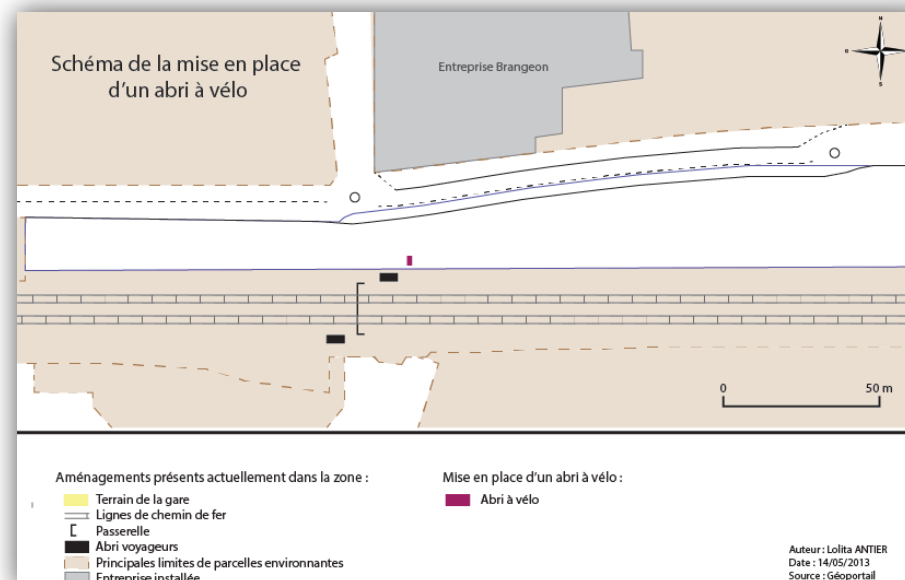 Schéma de la mise en place
d'un abri à vélo
Entreprise Brangeon
N
O
E
S
0
50 m
Aménagements présents actuellement dans la zone :
Terrain de la gare
Lignes de chemin de fer
Passerelle
Abri voyageurs
Principales limites de parcelles environnantes
Entreprise installée
Mise en place d'un abri à vélo :
Abri à vélo
Auteur : Lolita ANTIER
Date : 14/05/2013
Source : Géoportail